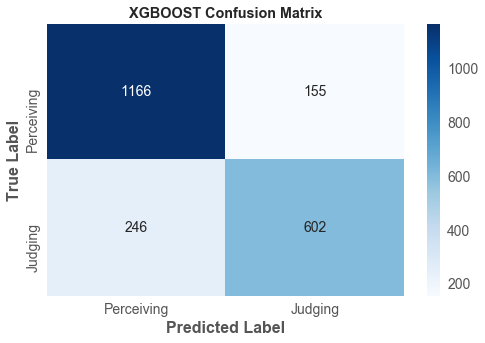 XGBOOST Confusion Matrix
True Label
Perceiving
1166
155
Judging
246
602
Perceiving
Judging
Predicted Label
1000
800
600
400
200